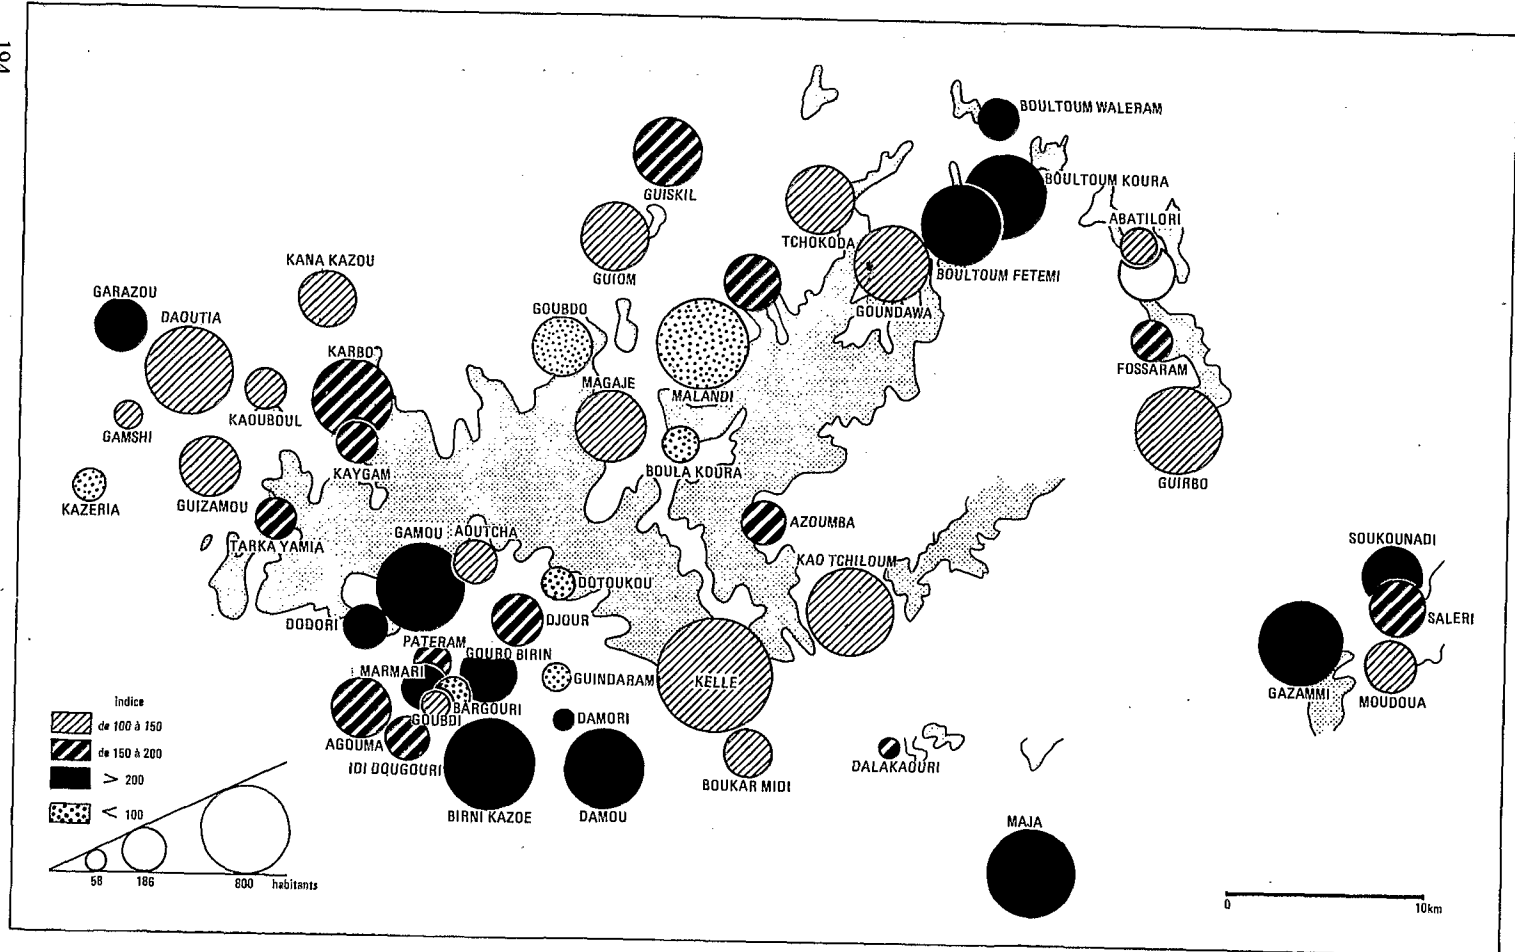 194
BOULTOUM WALERAM
BOULTOUM KOURA
GUISKIL
ABATILORI
TCHOKODA
KANA KAZOU
GUIOM
BOULTOUM FETEMI
GARAZOU
GOUBDO
GOUNDAWA
DAOUTIA
KARBO
FOSSARAM
MAGAJE
MALANDI
KAOUBOUL
GAMSHI
BOULA KOURA
KAYGAM
GUIRBO
GUIZAMOU
KAZERIA
AZOUMBA
GAMOU
AOUTCHA
SOUKOUNADI
TARKA YAMIA
KAO TCHILOUM
DOTOUKOU
DODORI
DJOUR
SALERI
PATERAM
GOURO BIRIN
MARMARI
GUINDARAM
KELLE
GAZAMMI
MOUDOUA
BARGOURI
GOUBDI
DAMORI
AGOUMA
IDI DOUGOURI
DALAKAOURI
BOUKAR MIDI
BIRNI KAZOE
DAMOU
MAJA
Indice
de 100 à 150
de 150 à 200
> 200
< 100
58
186
800
habitants
0
10km